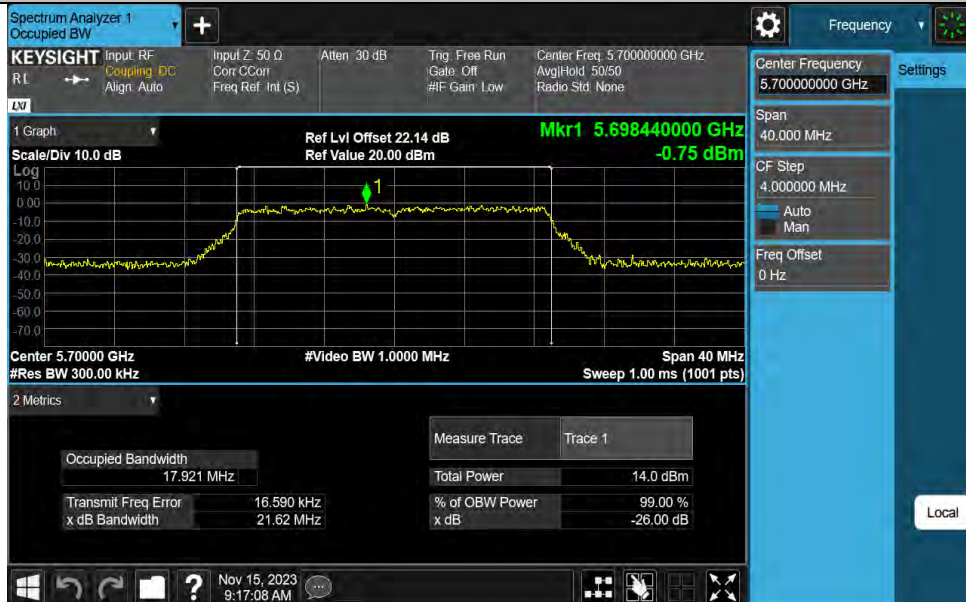 Spectrum Analyzer 1
Occupied BW
+
Frequency
KEYSIGHT Input: RF Input Z: 50 Ω Atten: 30 dB Trig: Free Run Center Freq: 5.700000000 GHz
Coupling: DC Corr CCorr Gate: Off Avg|Hold: 50/50
Align: Auto Freq Ref: Int (S) #IF Gain: Low Radio Std: None
LXI
Center Frequency
5.700000000 GHz
Settings
Span
40.000 MHz
CF Step
4.000000 MHz
Auto
Man
Freq Offset
0 Hz
1 Graph
Ref Lvl Offset 22.14 dB
Mkr1 5.698440000 GHz
Scale/Div 10.0 dB
Ref Value 20.00 dBm
-0.75 dBm
Log
10.0
0.00
-10.0
-20.0
-30.0
-40.0
-50.0
-60.0
-70.0
1
Center 5.70000 GHz #Video BW 1.0000 MHz Span 40 MHz
#Res BW 300.00 kHz Sweep 1.00 ms (1001 pts)
2 Metrics
Measure Trace Trace 1
Occupied Bandwidth
17.921 MHz
Total Power 14.0 dBm
Transmit Freq Error 16.590 kHz % of OBW Power 99.00 %
x dB Bandwidth 21.62 MHz x dB -26.00 dB
Local
?
Nov 15, 2023
9:17:08 AM